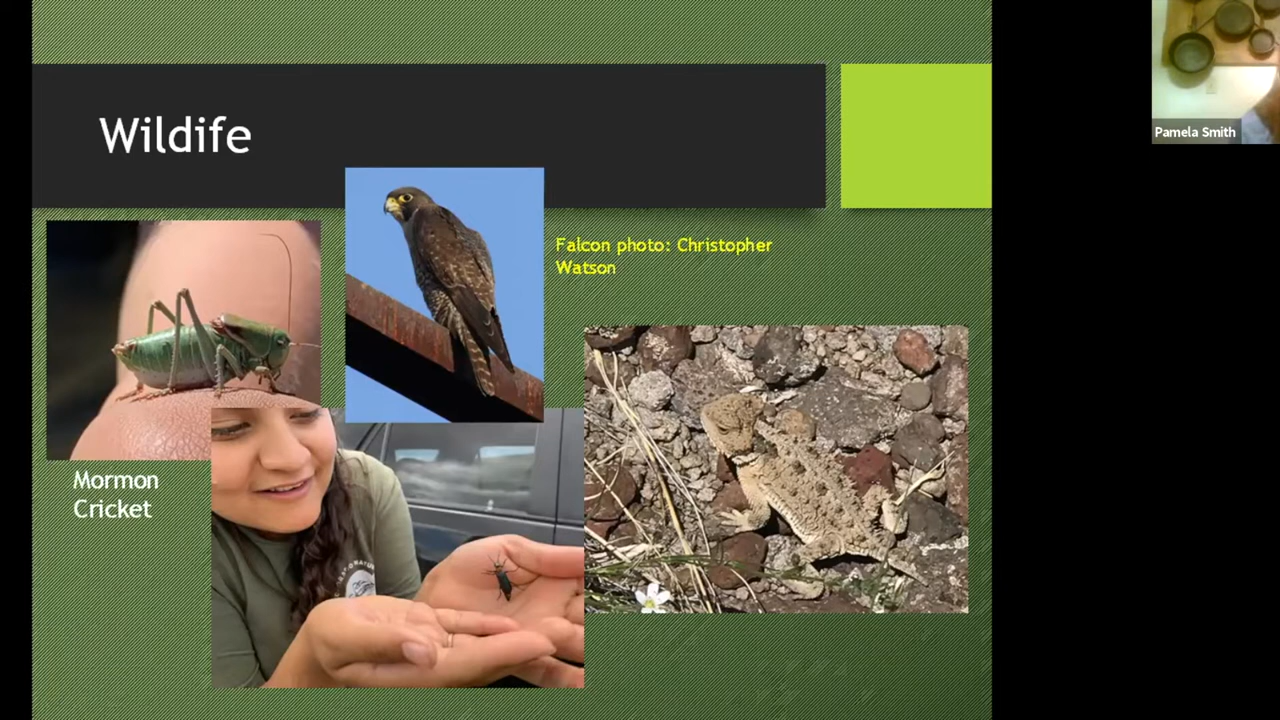 Wildife
Falcon photo: Christopher
Watson
Mormon
Cricket
Pamela Smith